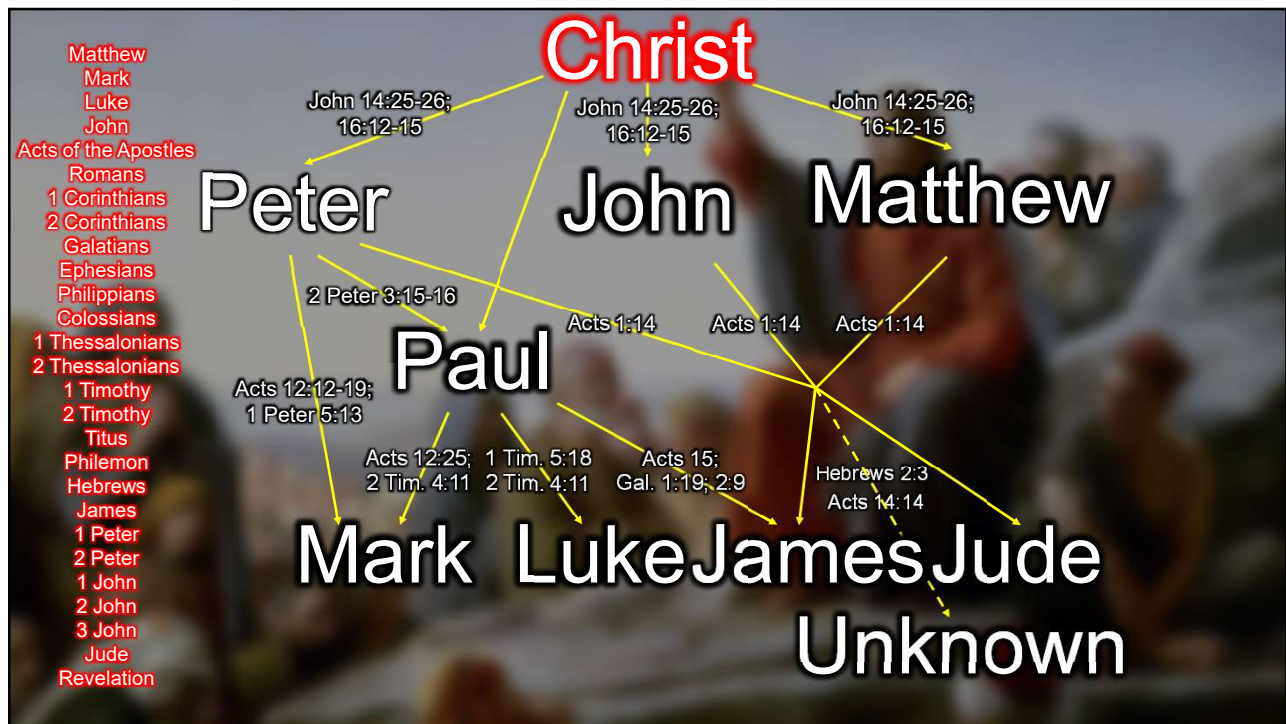 Christ
Matthew
Mark
Luke
John
Acts of the Apostles
Romans
1 Corinthians
2 Corinthians
Galatians
Ephesians
Philippians
Colossians
1 Thessalonians
2 Thessalonians
1 Timothy
2 Timothy
Titus
Philemon
Hebrews
James
1 Peter
2 Peter
1 John
2 John
3 John
Jude
Revelation
John 14:25-26;
16:12-15
John 14:25-26;
16:12-15
John 14:25-26;
16:12-15
Peter
John
Matthew
2 Peter 3:15-16
Acts 1:14
Acts 1:14
Acts 1:14
Paul
Acts 12:12-19;
1 Peter 5:13
Acts 12:25;
2 Tim. 4:11
1 Tim. 5:18
2 Tim. 4:11
Acts 15;
Gal. 1:19; 2:9
Hebrews 2:3
Acts 14:14
Mark
Luke
James
Jude
Unknown